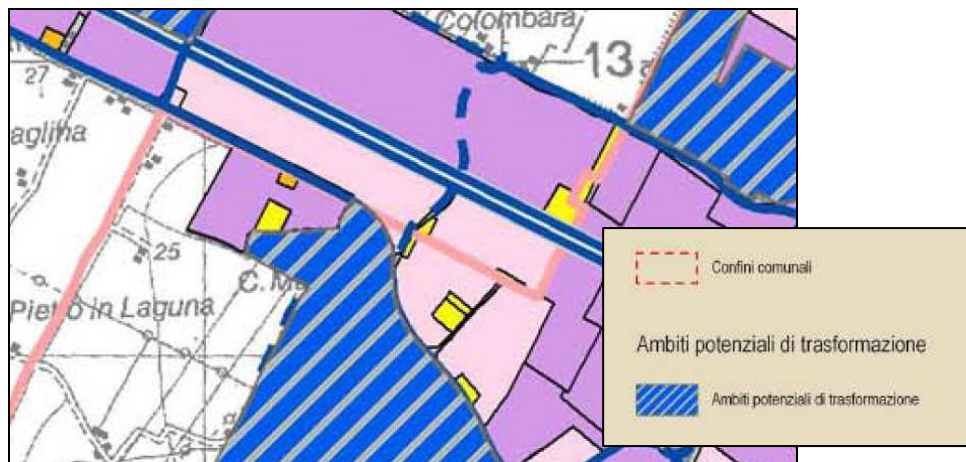 Colombara
13
27
aglina
25
C. M
Pietro in Laguna
Confini comunali
Ambiti potenziali di trasformazione
Ambiti potenziali di trasformazione